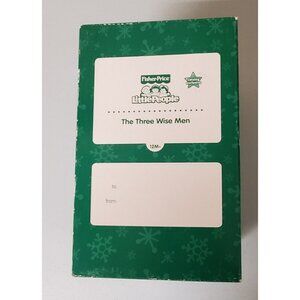 Fisher-Price
Little People
The Three Wise Men
12M+
to:
from: